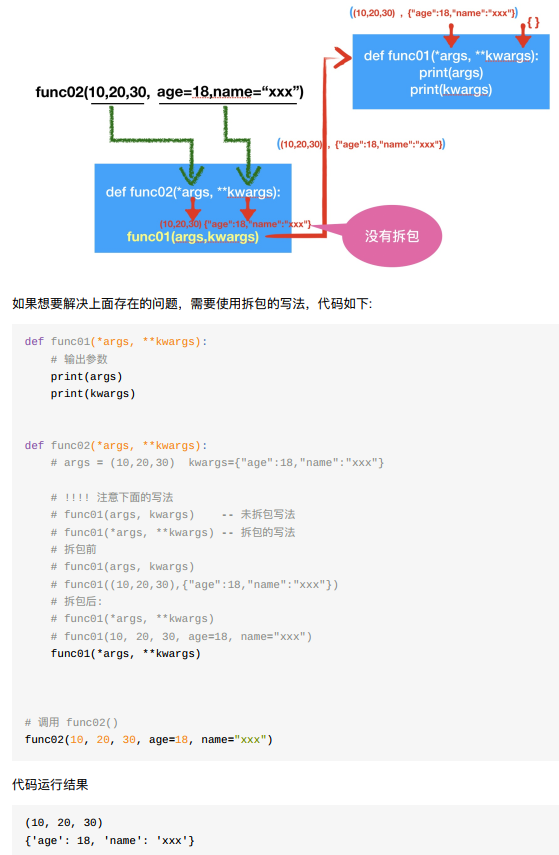 ((10,20,30) , {"age":18,"name":"xxx"})
{ }
def func01(*args, **kwargs):
print(args)
print(kwargs)
func02(10,20,30, age=18,name=“xxx”)
((10,20,30) , {"age":18,"name":"xxx"})
def func02(*args, **kwargs):
(10,20,30) {"age":18,"name":"xxx"}
func01(args,kwargs)
没有拆包
如果想要解决上面存在的问题，需要使用拆包的写法，代码如下:
def func01(*args, **kwargs):
    # 输出参数
    print(args)
    print(kwargs)
def func02(*args, **kwargs):
    # args = (10,20,30)  kwargs={"age":18,"name":"xxx"}
    # !!!! 注意下面的写法
    # func01(args, kwargs)    -- 未拆包写法
    # func01(*args, **kwargs) -- 拆包的写法
    # 拆包前
    # func01(args, kwargs)
    # func01((10,20,30),{"age":18,"name":"xxx"})
    # 拆包后:
    # func01(*args, **kwargs)
    # func01(10, 20, 30, age=18, name="xxx")
    func01(*args, **kwargs)
# 调用 func02()
func02(10, 20, 30, age=18, name="xxx")
代码运行结果
(10, 20, 30)
{'age': 18, 'name': 'xxx'}